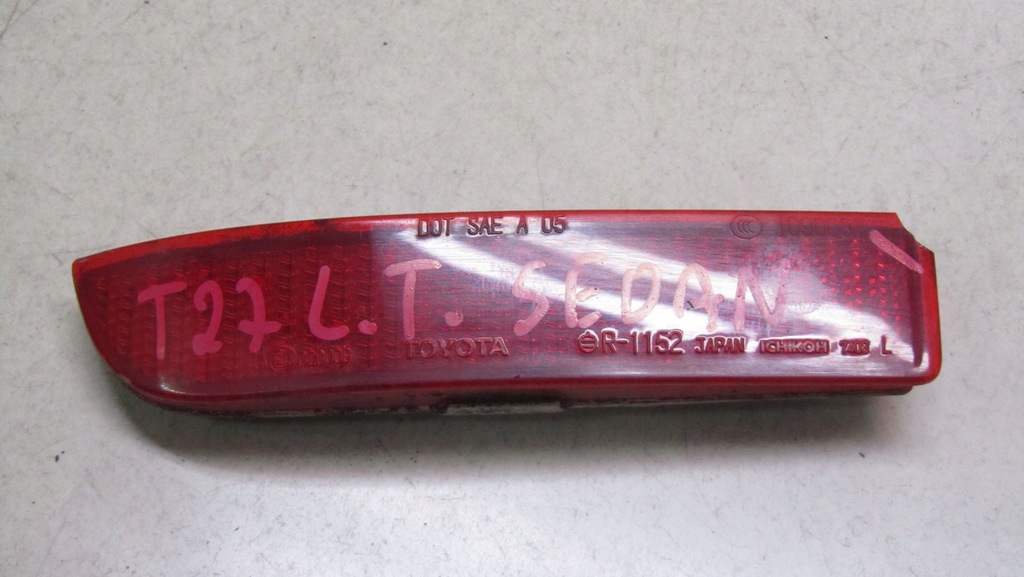 DOT SAE A 05
T27 L.T. SEDAN
TOYOTA R-1152 JAPAN ICHIKOH L